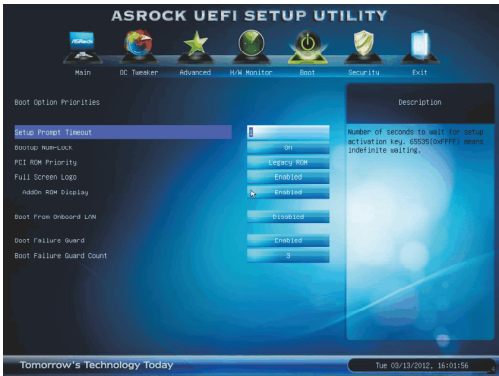 ASROCK UEFI SETUP UTILITY
ASRock
Main OC Tweaker Advanced H/W Monitor Boot Security Exit
Boot Option Priorities
Description
Setup Prompt Timeout
Number of seconds to wait for setup
activation key. 65535(0xFFFF) means
indefinite waiting.
Bootup Num-Lock On
PCI ROM Priority Legacy ROM
Full Screen Logo Enabled
AddOn ROM Display Enabled
Boot From Onboard LAN Disabled
Boot Failure Guard Enabled
Boot Failure Guard Count 3
Tomorrow's Technology Today
Tue 03/13/2012, 16:01:56